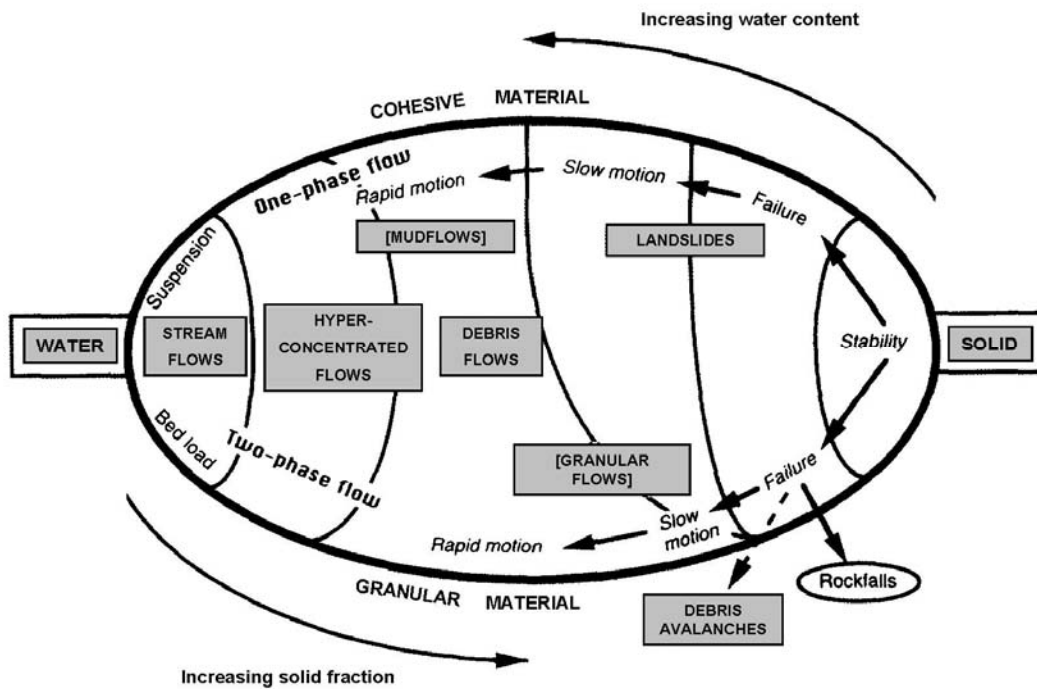 Increasing water content
COHESIVE MATERIAL
One-phase flow
Rapid motion
Slow motion
Failure
[MUDFLOWS]
LANDSLIDES
Suspension
WATER
STREAM
FLOWS
HYPER-
CONCENTRATED
FLOWS
DEBRIS
FLOWS
Stability
SOLID
Bed load
Two-phase flow
[GRANULAR
FLOWS]
Failure
Slow
motion
Rapid motion
Rockfalls
GRANULAR MATERIAL
DEBRIS
AVALANCHES
Increasing solid fraction